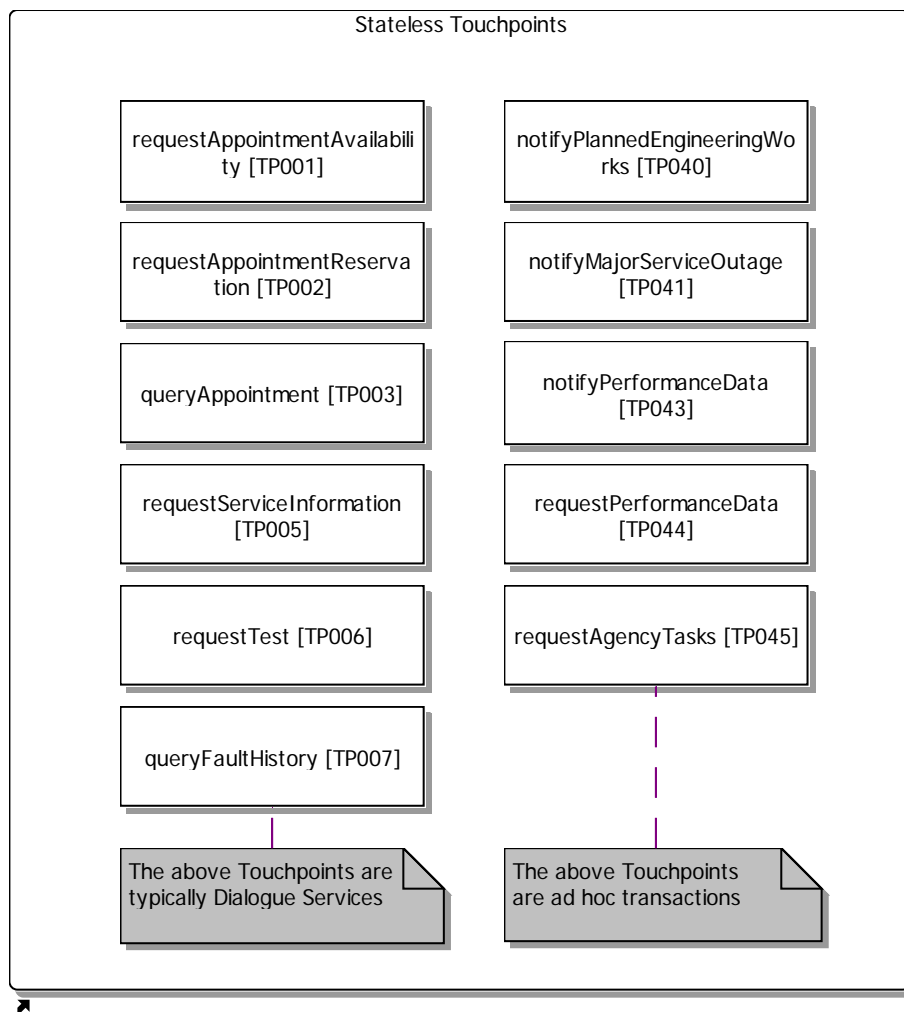 Stateless Touchpoints
requestAppointmentAvailabili
ty [TP001]
requestAppointmentReserva
tion [TP002]
queryAppointment [TP003]
requestServiceInformation
[TP005]
requestTest [TP006]
queryFaultHistory [TP007]
The above Touchpoints are
typically Dialogue Services
notifyPlannedEngineeringWo
rks [TP040]
notifyMajorServiceOutage
[TP041]
notifyPerformanceData
[TP043]
requestPerformanceData
[TP044]
requestAgencyTasks [TP045]
The above Touchpoints
are ad hoc transactions